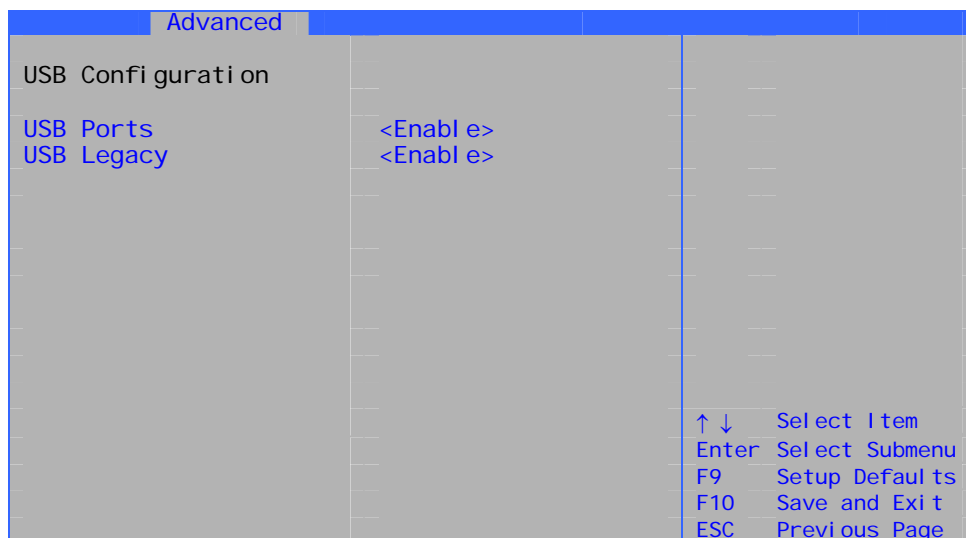 Advanced
USB Configuration
USB Ports <Enable>
USB Legacy <Enable>
↑↓ Select Item
Enter Select Submenu
F9 Setup Defaults
F10 Save and Exit
ESC Previous Page